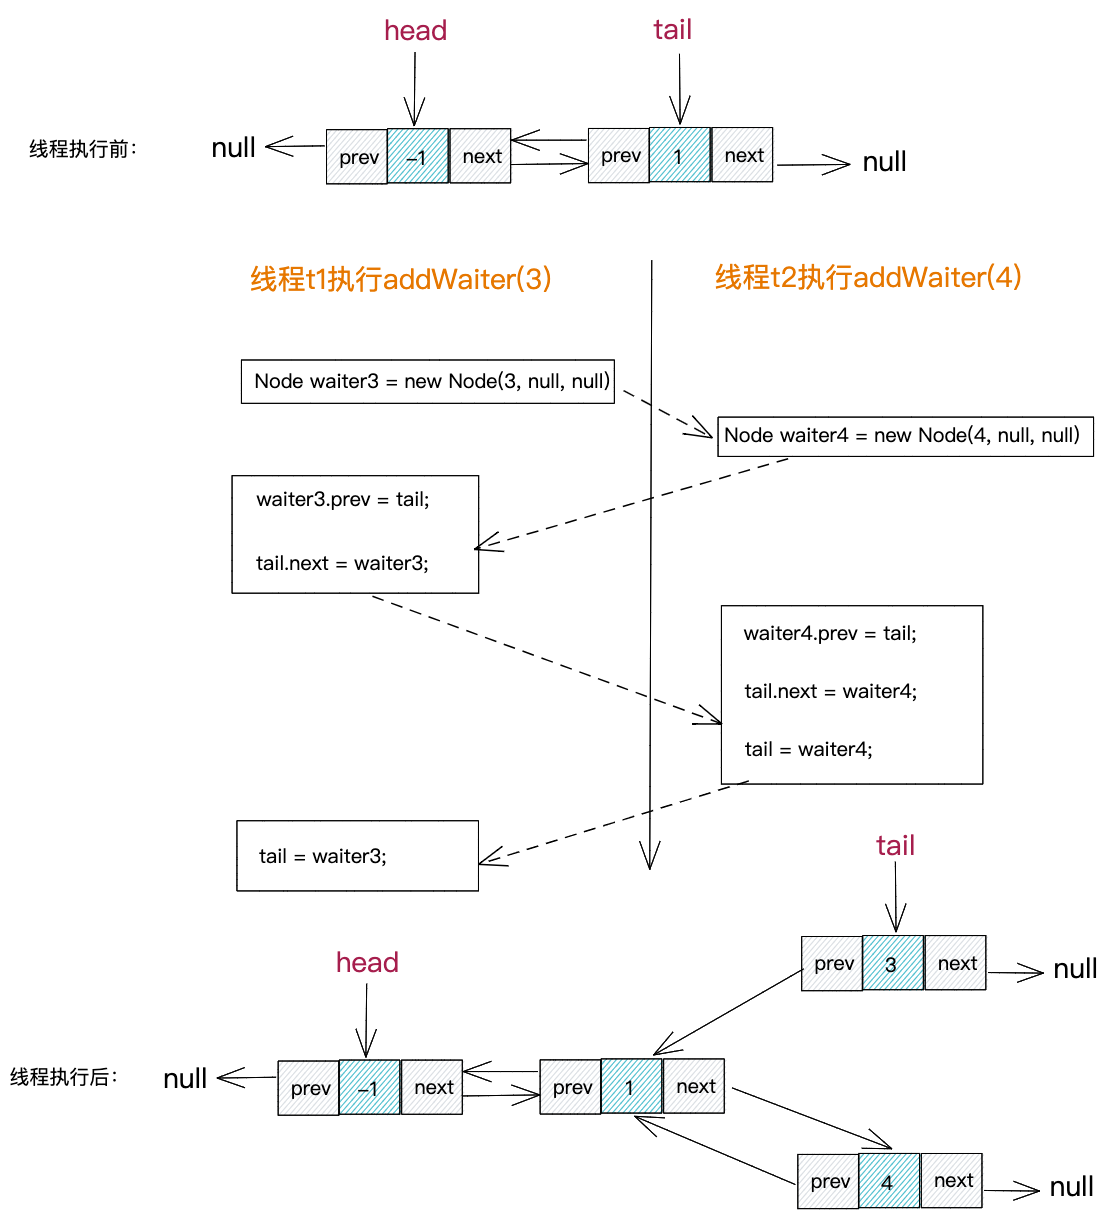 head
tail
线程执行前：
null
prev
-1
next
prev
1
next
null
线程t1执行addWaiter(3)
线程t2执行addWaiter(4)
Node waiter3 = new Node(3, null, null)
Node waiter4 = new Node(4, null, null)
waiter3.prev = tail;
tail.next = waiter3;
waiter4.prev = tail;
tail.next = waiter4;
tail = waiter4;
tail = waiter3;
tail
prev
3
next
null
head
线程执行后：
null
prev
-1
next
prev
1
next
prev
4
next
null